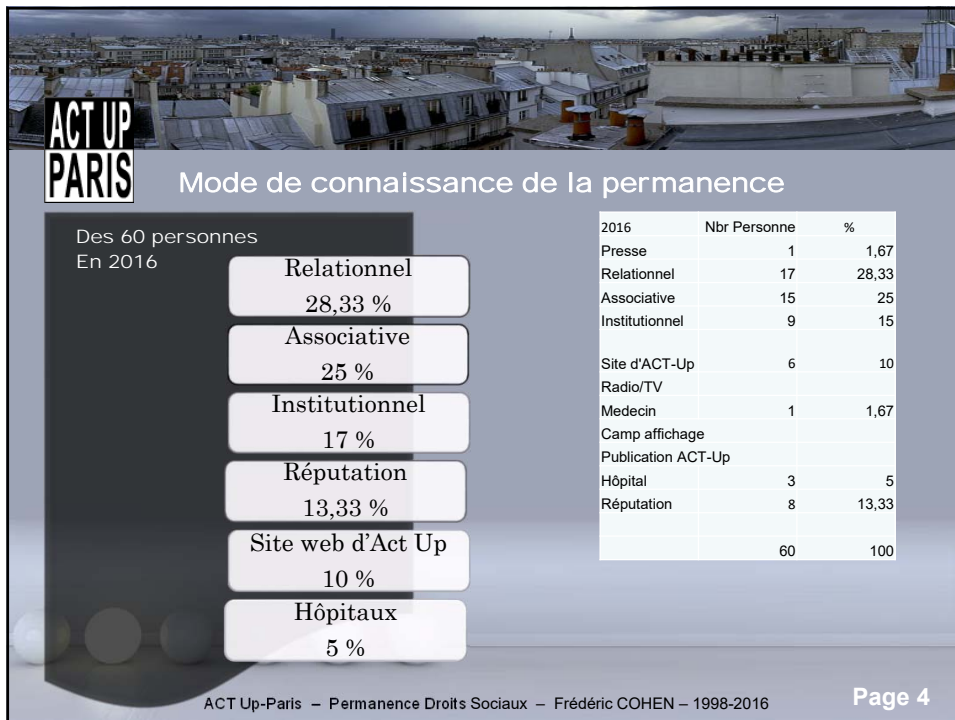 ACT UP
PARIS
Mode de connaissance de la permanence
Des 60 personnes
En 2016
Relationnel
28,33 %
Associative
25 %
Institutionnel
17 %
Réputation
13,33 %
Site web d’Act Up
10 %
Hôpitaux
5 %
2016 Nbr Personne %
Presse 1 1,67
Relationnel 17 28,33
Associative 15 25
Institutionnel 9 15
Site d'ACT-Up 6 10
Radio/TV
Medecin 1 1,67
Camp affichage
Publication ACT-Up
Hôpital 3 5
Réputation 8 13,33
60 100
ACT Up-Paris – Permanence Droits Sociaux – Frédéric COHEN – 1998-2016
Page 4